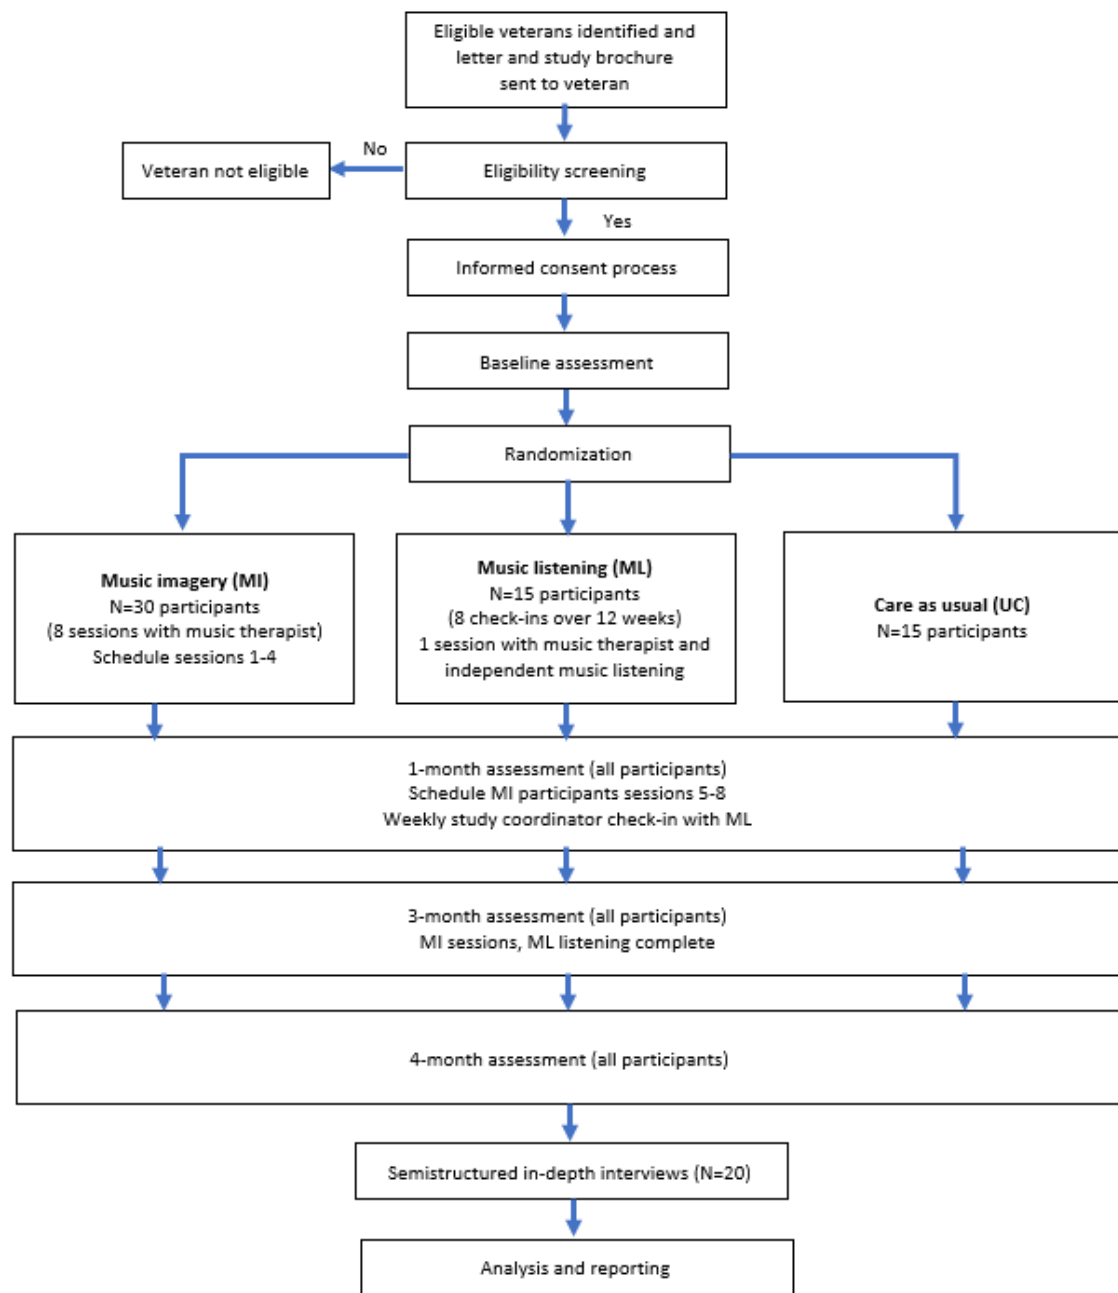 Eligible veterans identified and
letter and study brochure
sent to veteran
No
Veteran not eligible
Eligibility screening
Yes
Informed consent process
Baseline assessment
Randomization
Music imagery (MI)
N=30 participants
(8 sessions with music therapist)
Schedule sessions 1-4
Music listening (ML)
N=15 participants
(8 check-ins over 12 weeks)
1 session with music therapist and
independent music listening
Care as usual (UC)
N=15 participants
1-month assessment (all participants)
Schedule MI participants sessions 5-8
Weekly study coordinator check-in with ML
3-month assessment (all participants)
MI sessions, ML listening complete
4-month assessment (all participants)
Semistructured in-depth interviews (N=20)
Analysis and reporting